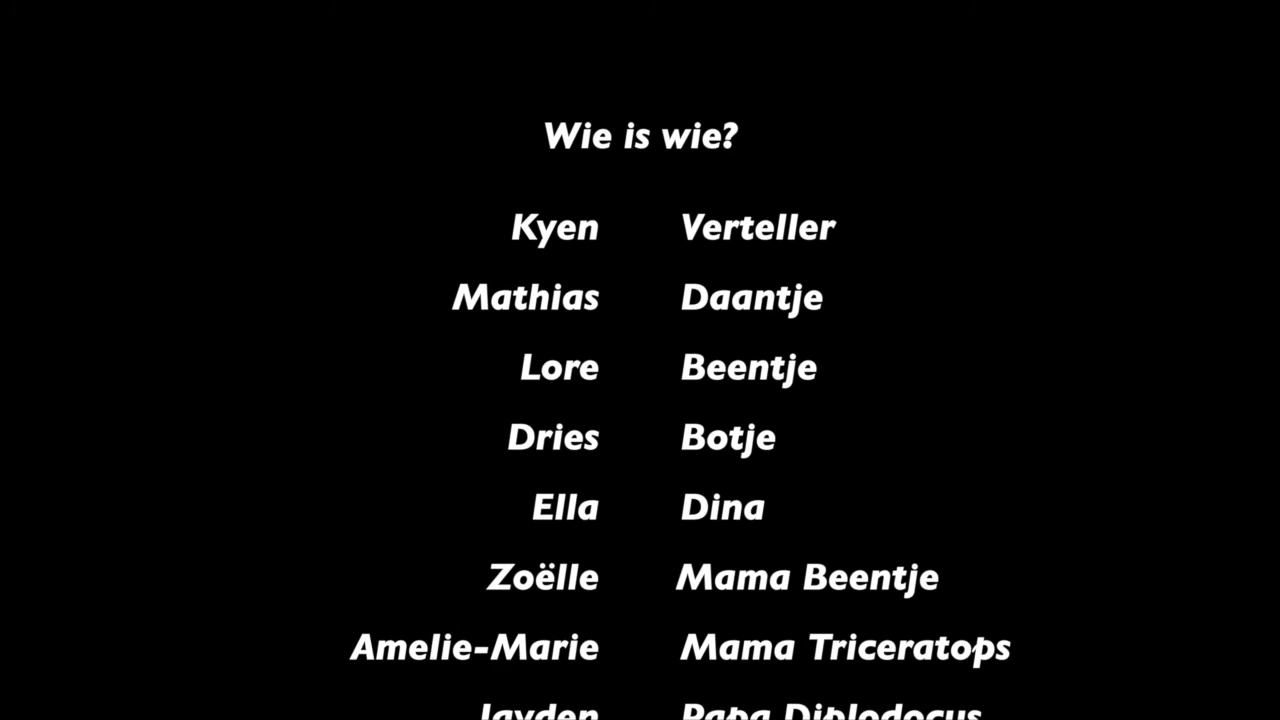 Wie is wie?
Kyen Verteller
Mathias Daantje
Lore Beentje
Dries Botje
Ella Dina
Zoëlle Mama Beentje
Amelie-Marie Mama Triceratops
Jayden Papa Diplodocus